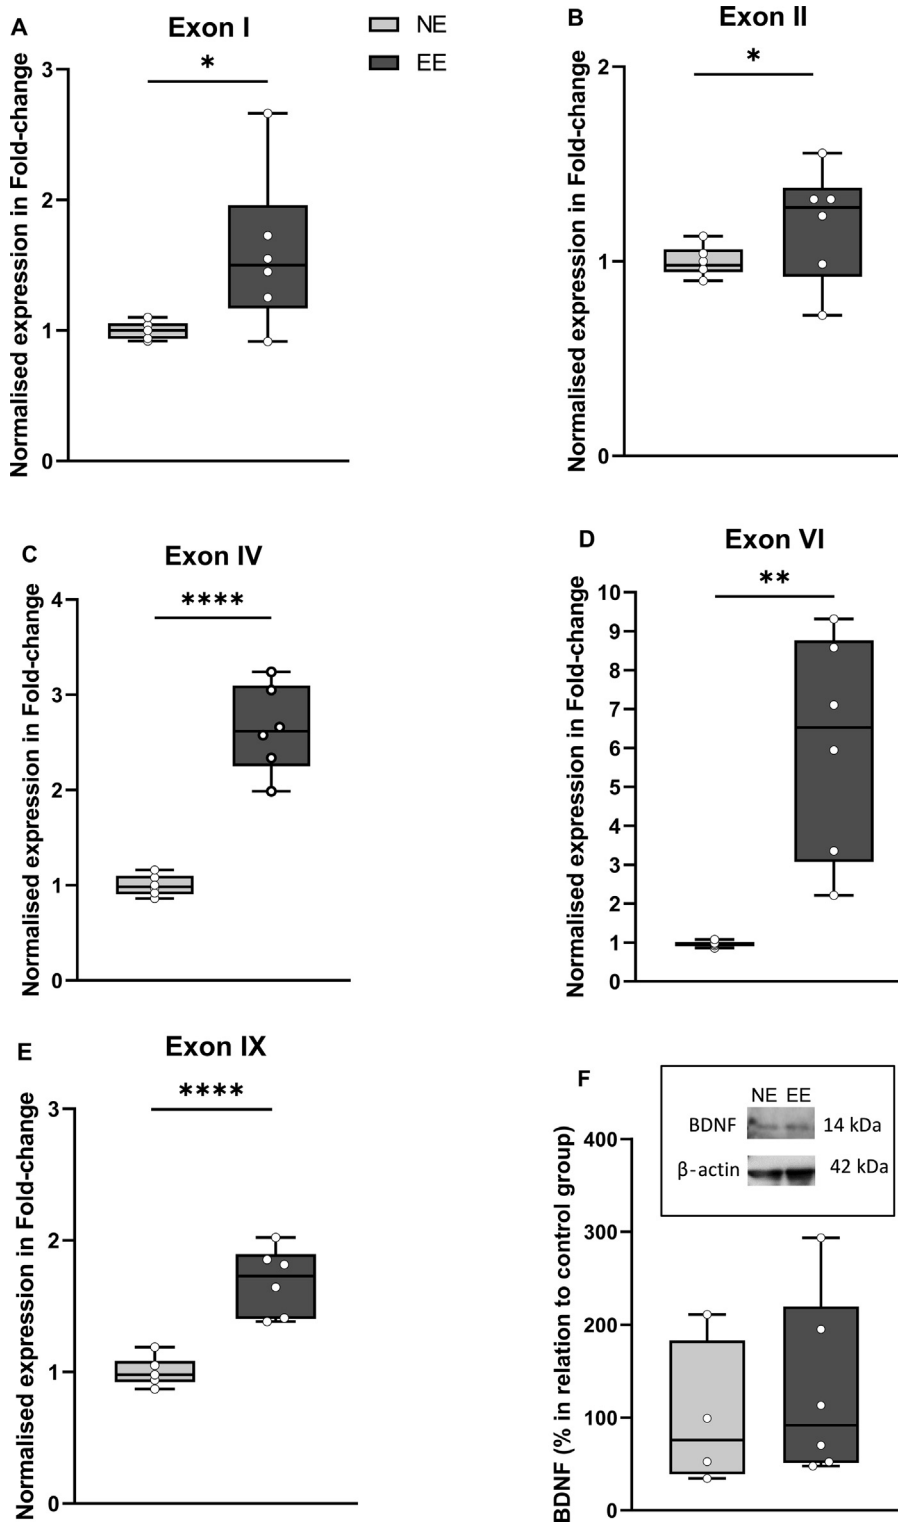 A
Exon I
NE
EE
*
Normalised expression in Fold-change
3
2
1
0
B
Exon II
*
Normalised expression in Fold-change
2
1
0
C
Exon IV
****
Normalised expression in Fold-change
4
3
2
1
0
D
Exon VI
**
Normalised expression in Fold-change
10
9
8
7
6
5
4
3
2
1
0
E
Exon IX
****
Normalised expression in Fold-change
3
2
1
0
F
NE EE
BDNF 14 kDa
β-actin 42 kDa
BDNF (% in relation to control group)
400
300
200
100
0